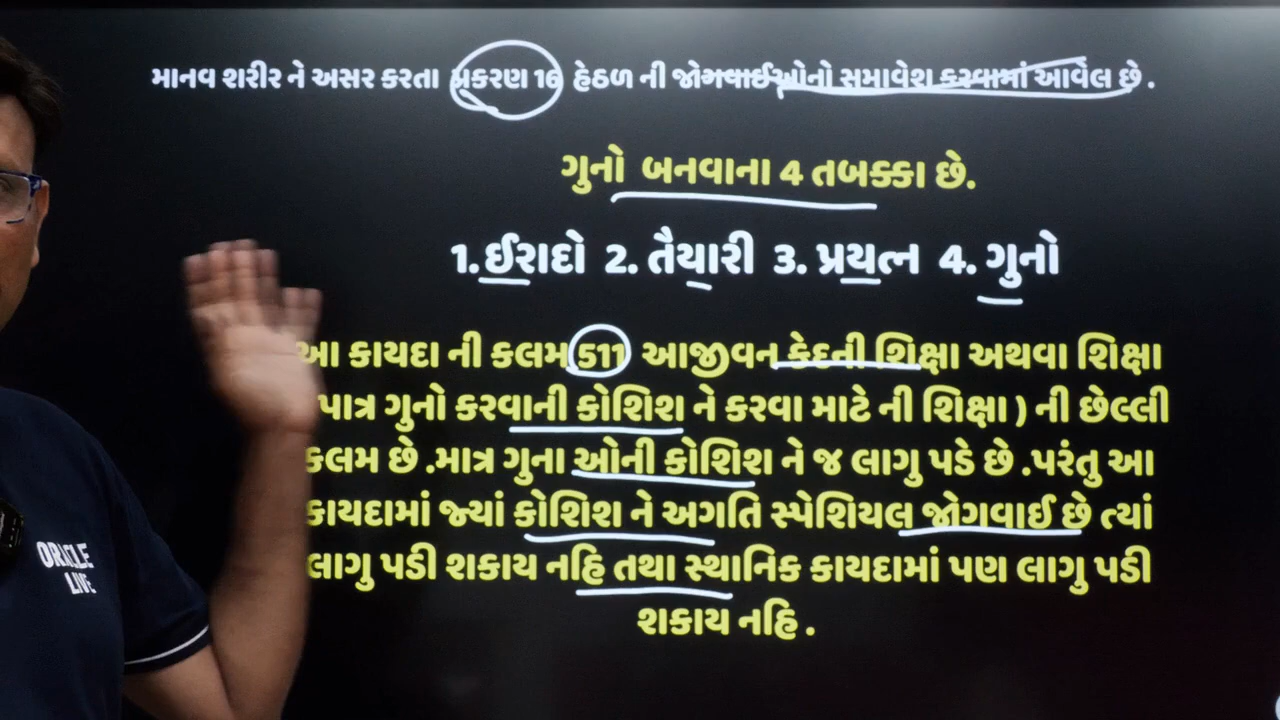 માનવ શરીર ને અસર કરતા પ્રકરણ 16 હેઠળ ની જોગવાઈઓનો સમાવેશ કરવામાં આવેલ છે .
ગુનો બનવાના 4 તબક્કા છે.
1. ઈરાદો 2. તૈયારી 3. પ્રયત્ન 4. ગુનો
આ કાયદા ની કલમ 511 આજીવન કેદની શિક્ષા અથવા શિક્ષા
પાત્ર ગુનો કરવાની કોશિશ ને કરવા માટે ની શિક્ષા ) ની છેલ્લી
કલમ છે .માત્ર ગુના ઓની કોશિશ ને જ લાગુ પડે છે .પરંતુ આ
કાયદામાં જ્યાં કોશિશ ને અગતિ સ્પેશિયલ જોગવાઈ છે ત્યાં
લાગુ પડી શકાય નહિ તથા સ્થાનિક કાયદામાં પણ લાગુ પડી
શકાય નહિ .
ORACLE
LIVE